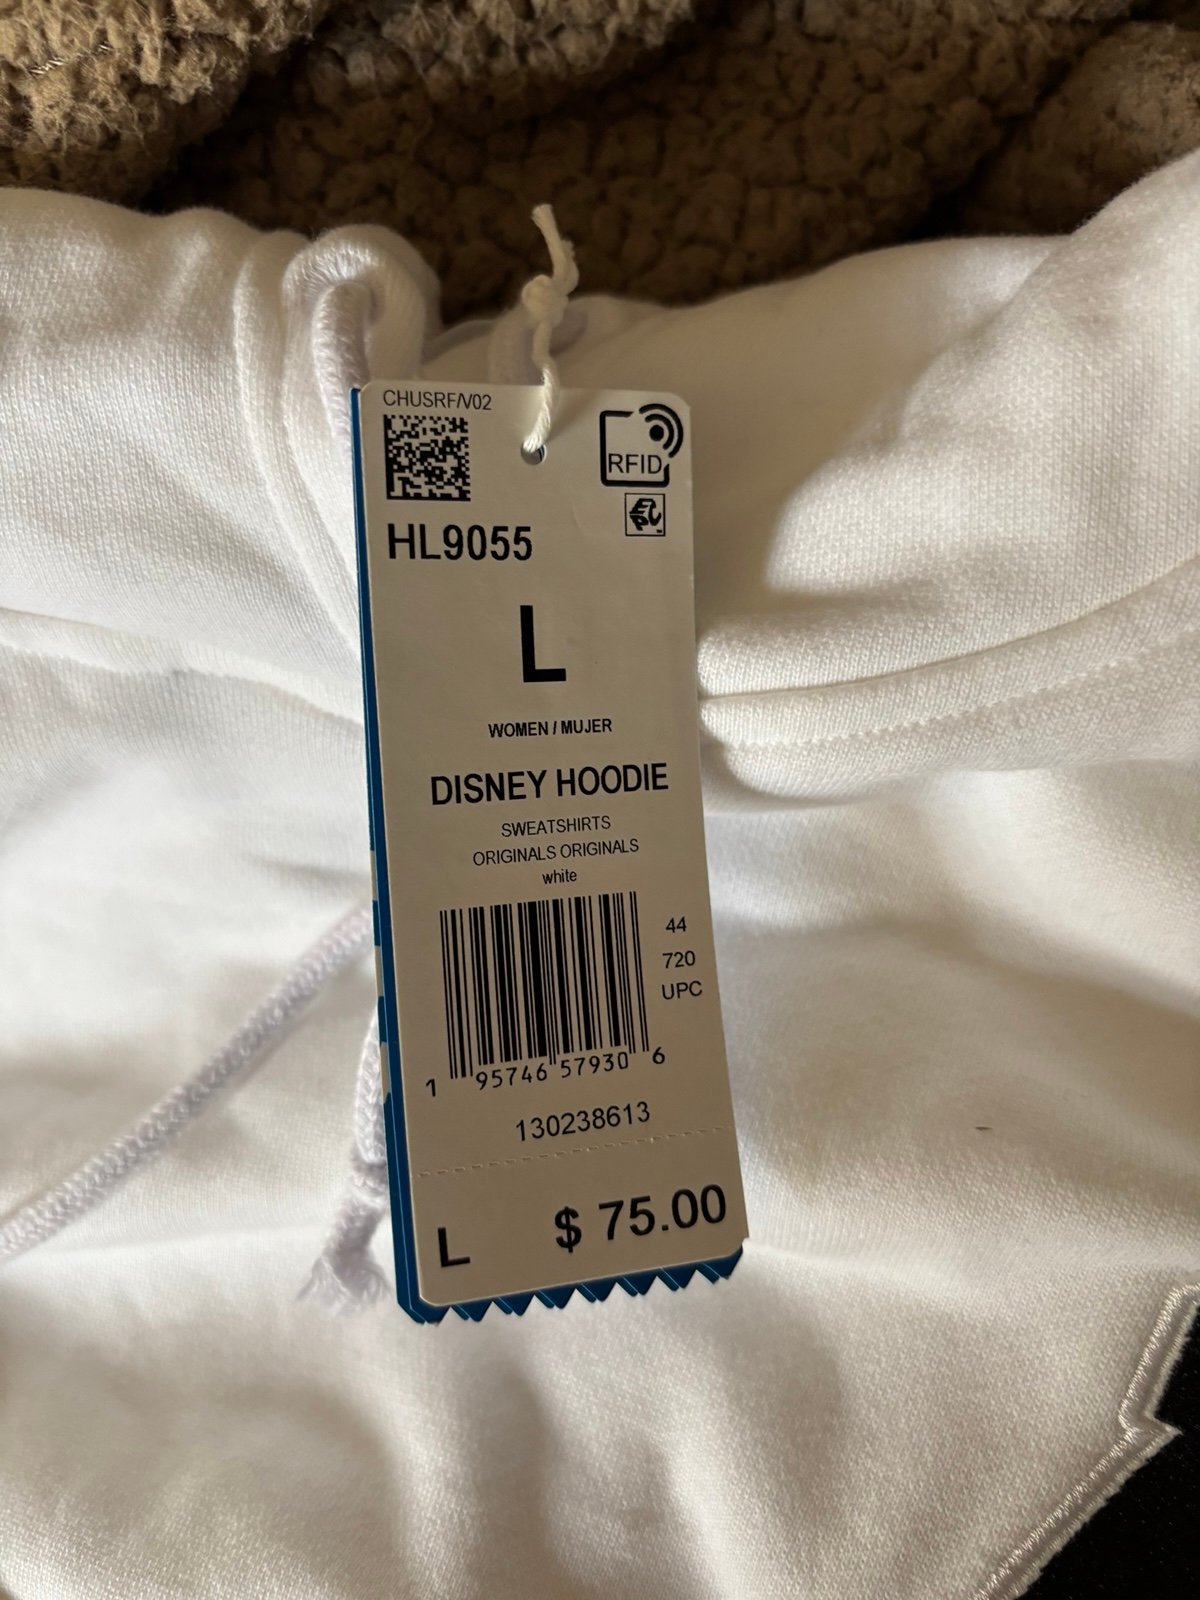 CHUSRF/V02
RFID
EPC
HL9055
L
WOMEN / MUJER
DISNEY HOODIE
SWEATSHIRTS
ORIGINALS ORIGINALS
white
44
720
UPC
1 95746 57930 6
130238613
L $ 75.00